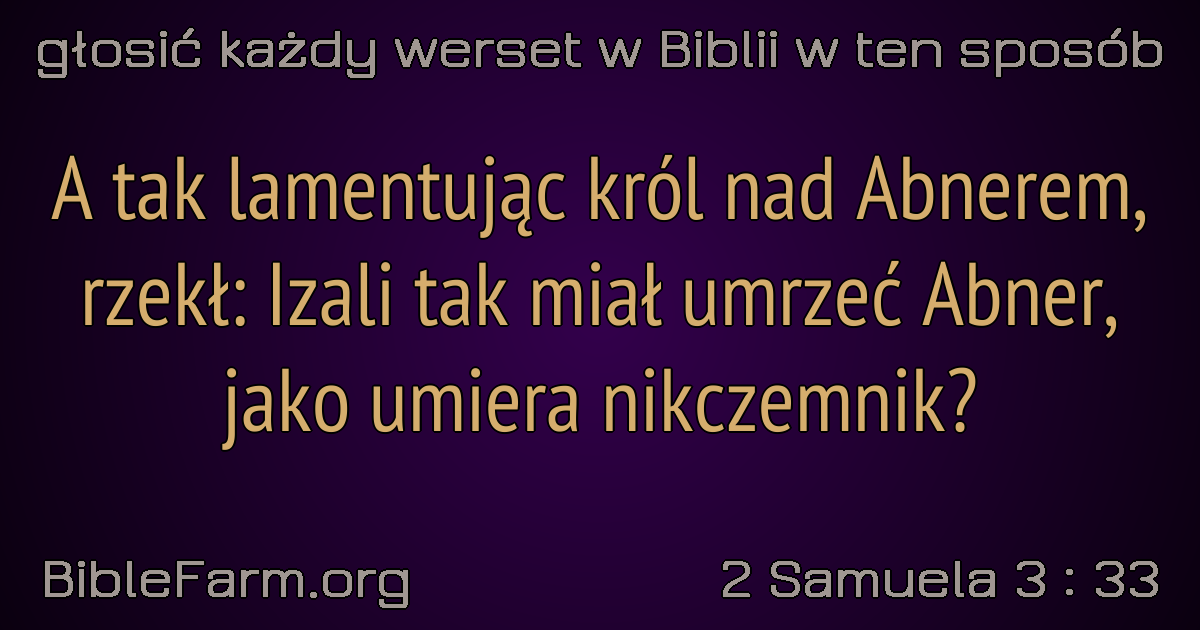 głosić każdy werset w Biblii w ten sposób
A tak lamentując król nad Abnerem,
rzekł: Izali tak miał umrzeć Abner,
jako umiera nikczemnik?
BibleFarm.org
2 Samuela 3 : 33